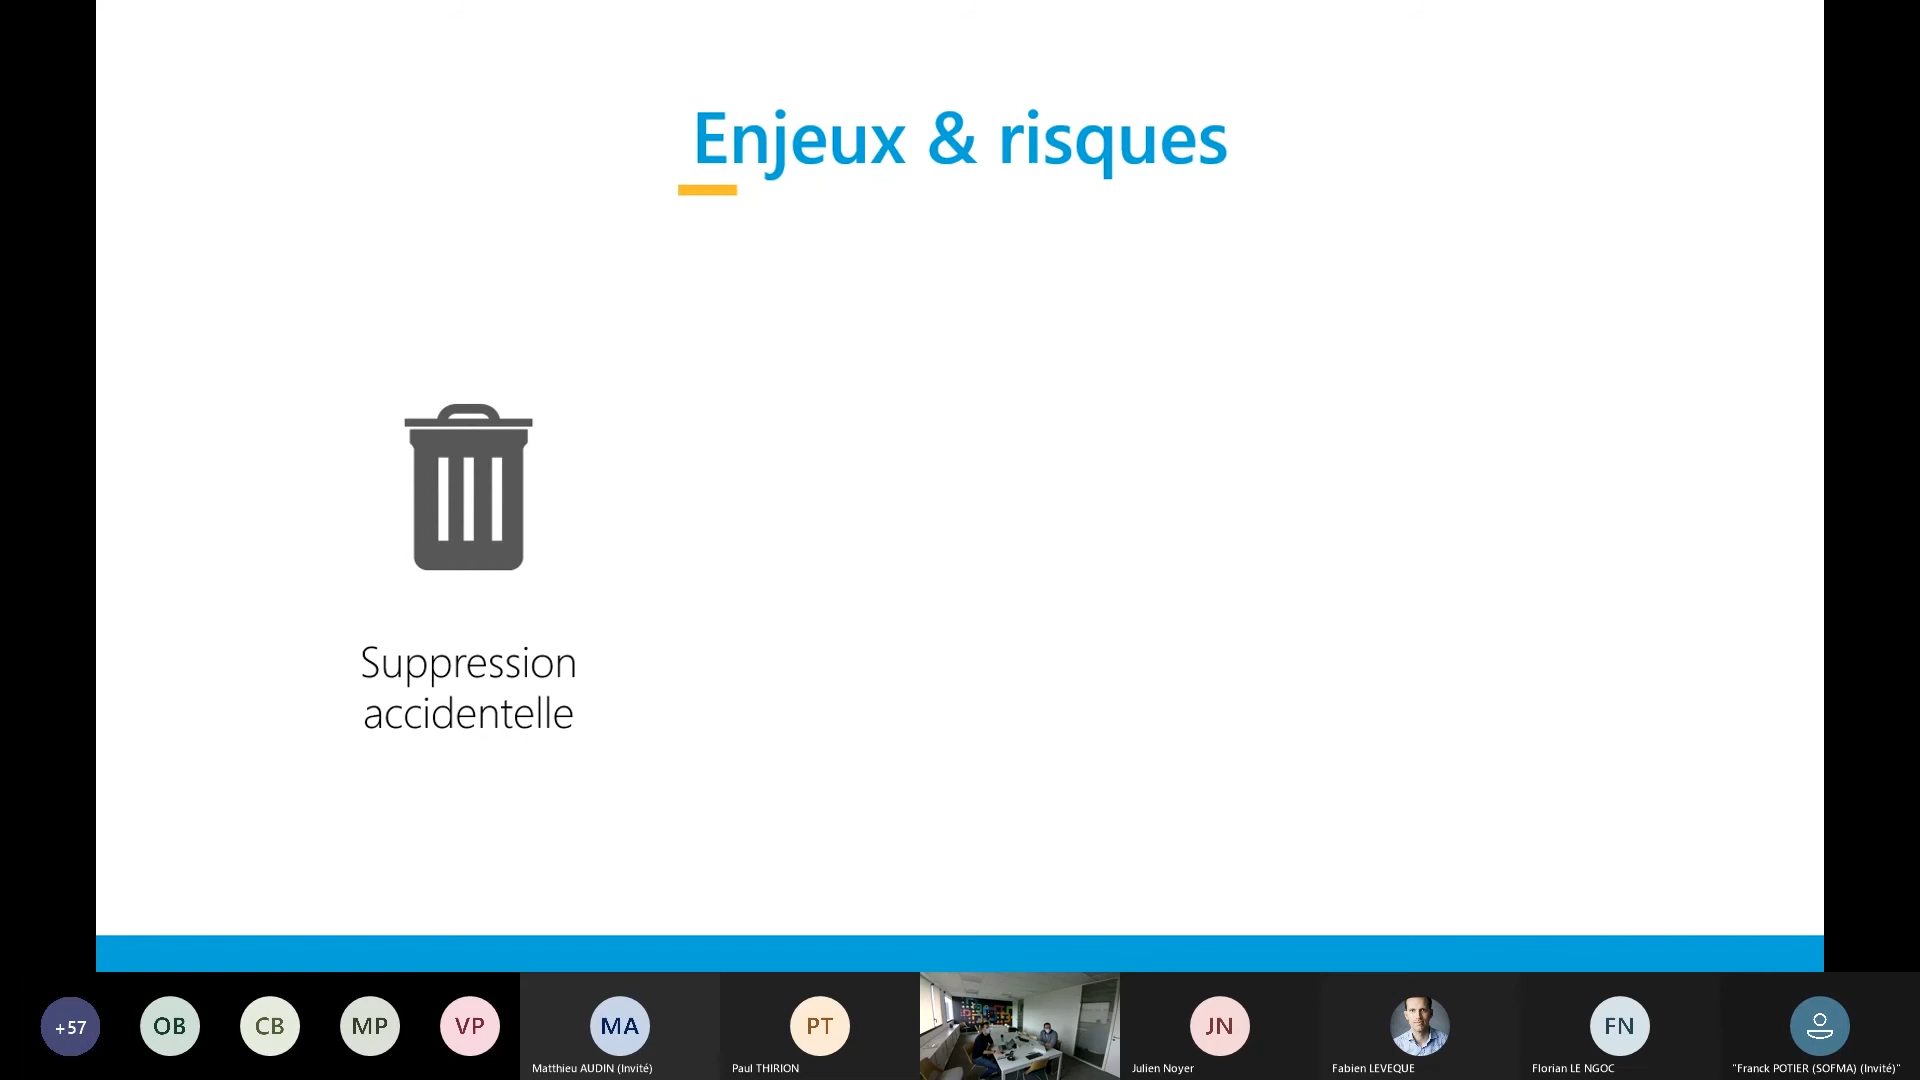 Enjeux & risques
Suppression
accidentelle
+57
OB
CB
MP
VP
MA
Matthieu AUDIN (Invité)
PT
Paul THIRION
JN
Julien Noyer
Fabien LEVEQUE
FN
Florian LE NGOC
"Franck POTIER (SOFMA) (Invité)"